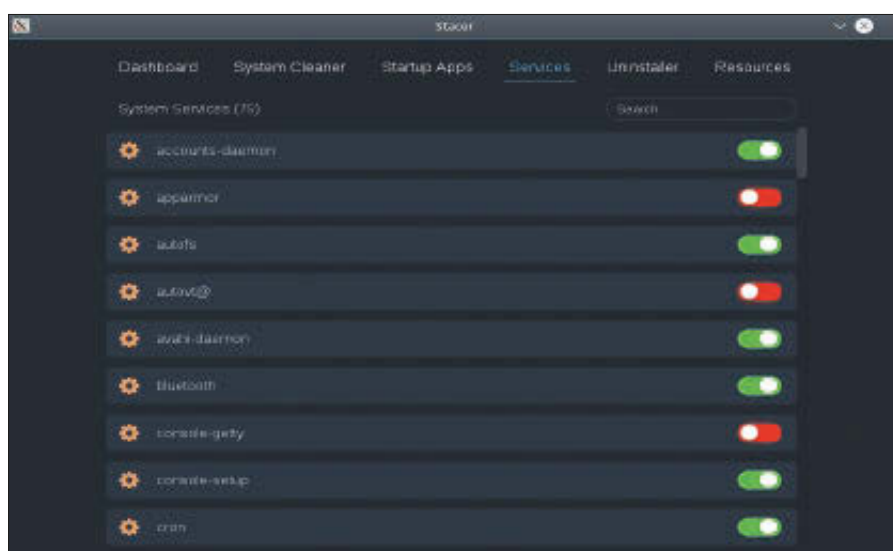 Stacer
Dashboard System Cleaner Startup Apps Services Uninstaller Resources
System Services (75)
Search
accounts-daemon
apparmor
autofs
autovt@
avahi-daemon
bluetooth
console-getty
console-setup
cron